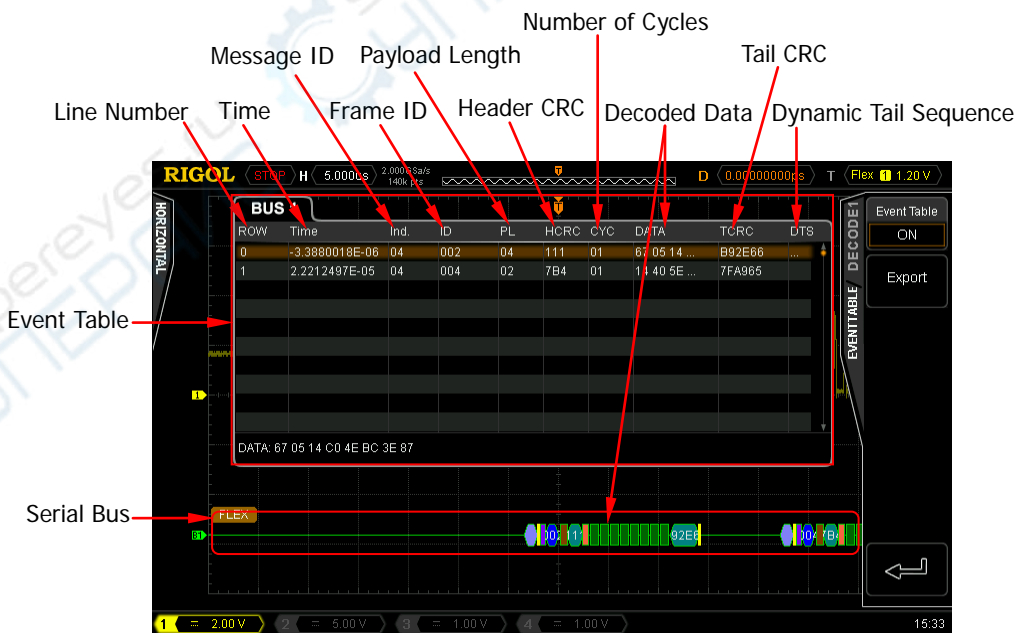 Number of Cycles
Message ID Payload Length Tail CRC
Line Number Time Frame ID Header CRC Decoded Data Dynamic Tail Sequence
RIGOL STOP H 5.000us 2.000GSa/s 140k pts D 0.00000000ps T Flex 1 1.20 V
HORIZONTAL
BUS
ROW Time Ind. ID PL HCRC CYC DATA TCRC DTS
0 -3.3880018E-06 04 002 04 111 01 67 05 14 ... B92E66 ...
1 2.2212497E-05 04 004 02 7B4 01 14 40 5E ... 7FA965
DATA: 67 05 14 C0 4E BC 3E 87
Event Table
DECODE1
EVENTTABLE
Event Table
ON
Export
Serial Bus
FLEX
B1 002 111 92E6 004 7B4
1 = 2.00 V 2 = 5.00 V 3 = 1.00 V 4 = 1.00 V 15:33